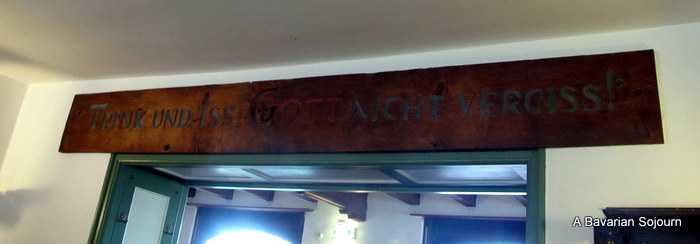 TRINK UND ISS GOTT NICHT VERGISS!
A Bavarian Sojourn